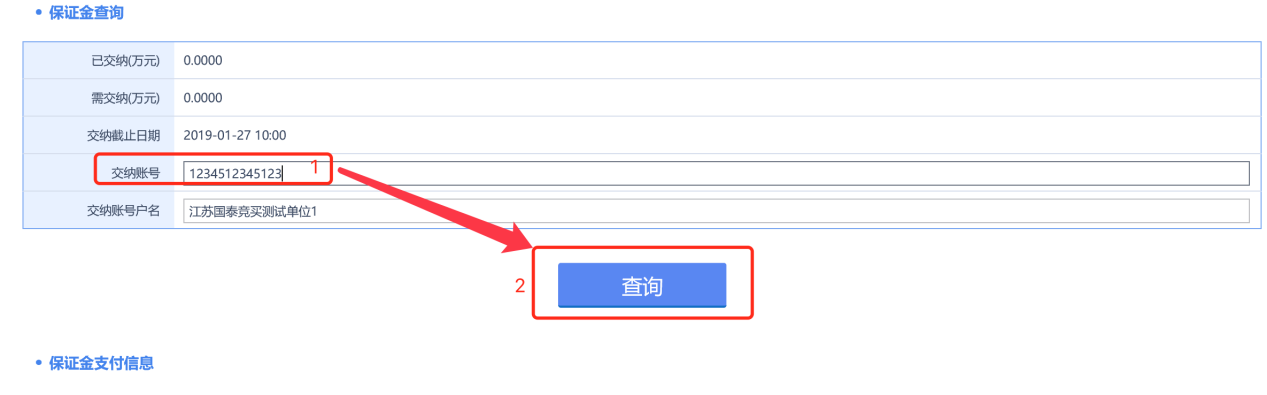 • 保证金查询
已交纳(万元) 0.0000
需交纳(万元) 0.0000
交纳截止日期 2019-01-27 10:00
交纳账号 1234512345123 1
交纳账号户名 江苏国泰竞买测试单位1
2 查询
• 保证金支付信息